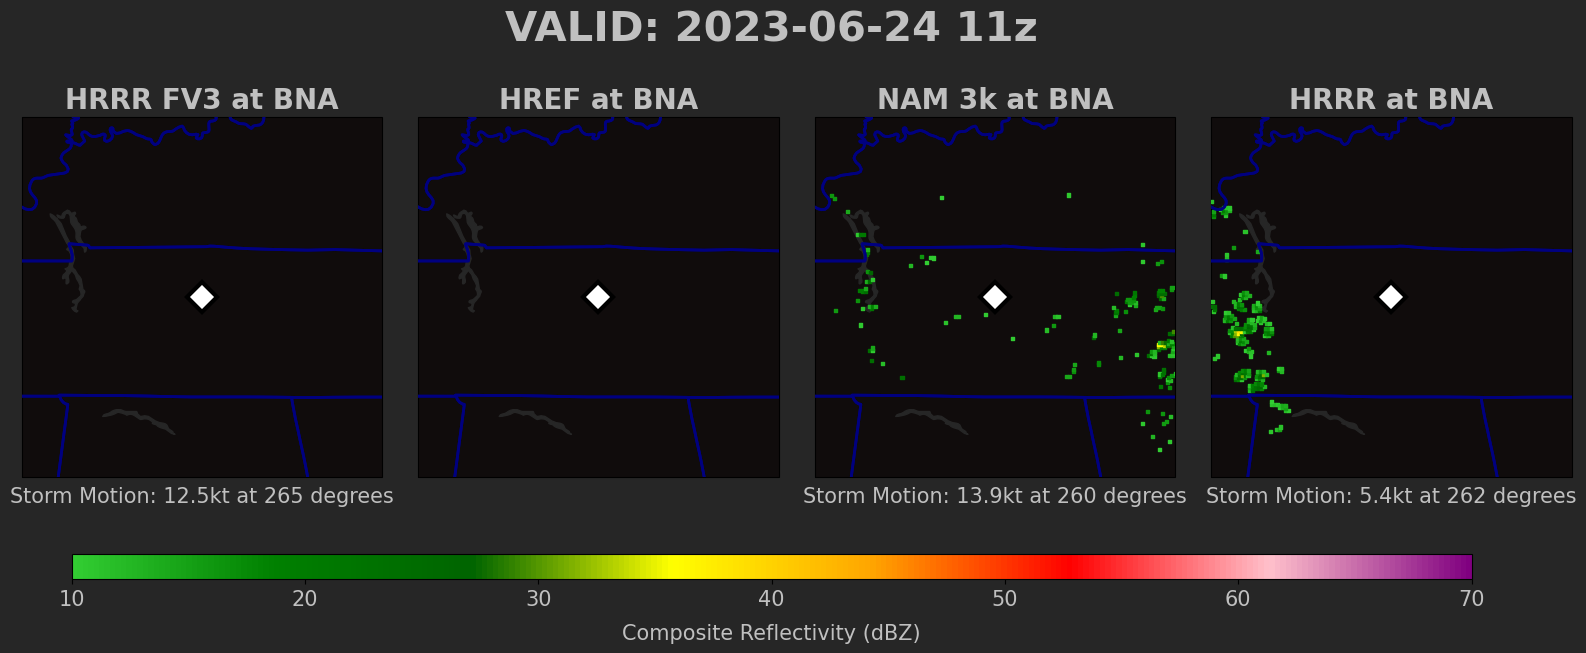 VALID: 2023-06-24 11z
HRRR FV3 at BNA
HREF at BNA
NAM 3k at BNA
HRRR at BNA
Storm Motion: 12.5kt at 265 degrees
Storm Motion: 13.9kt at 260 degrees
Storm Motion: 5.4kt at 262 degrees
10 20 30 40 50 60 70
Composite Reflectivity (dBZ)